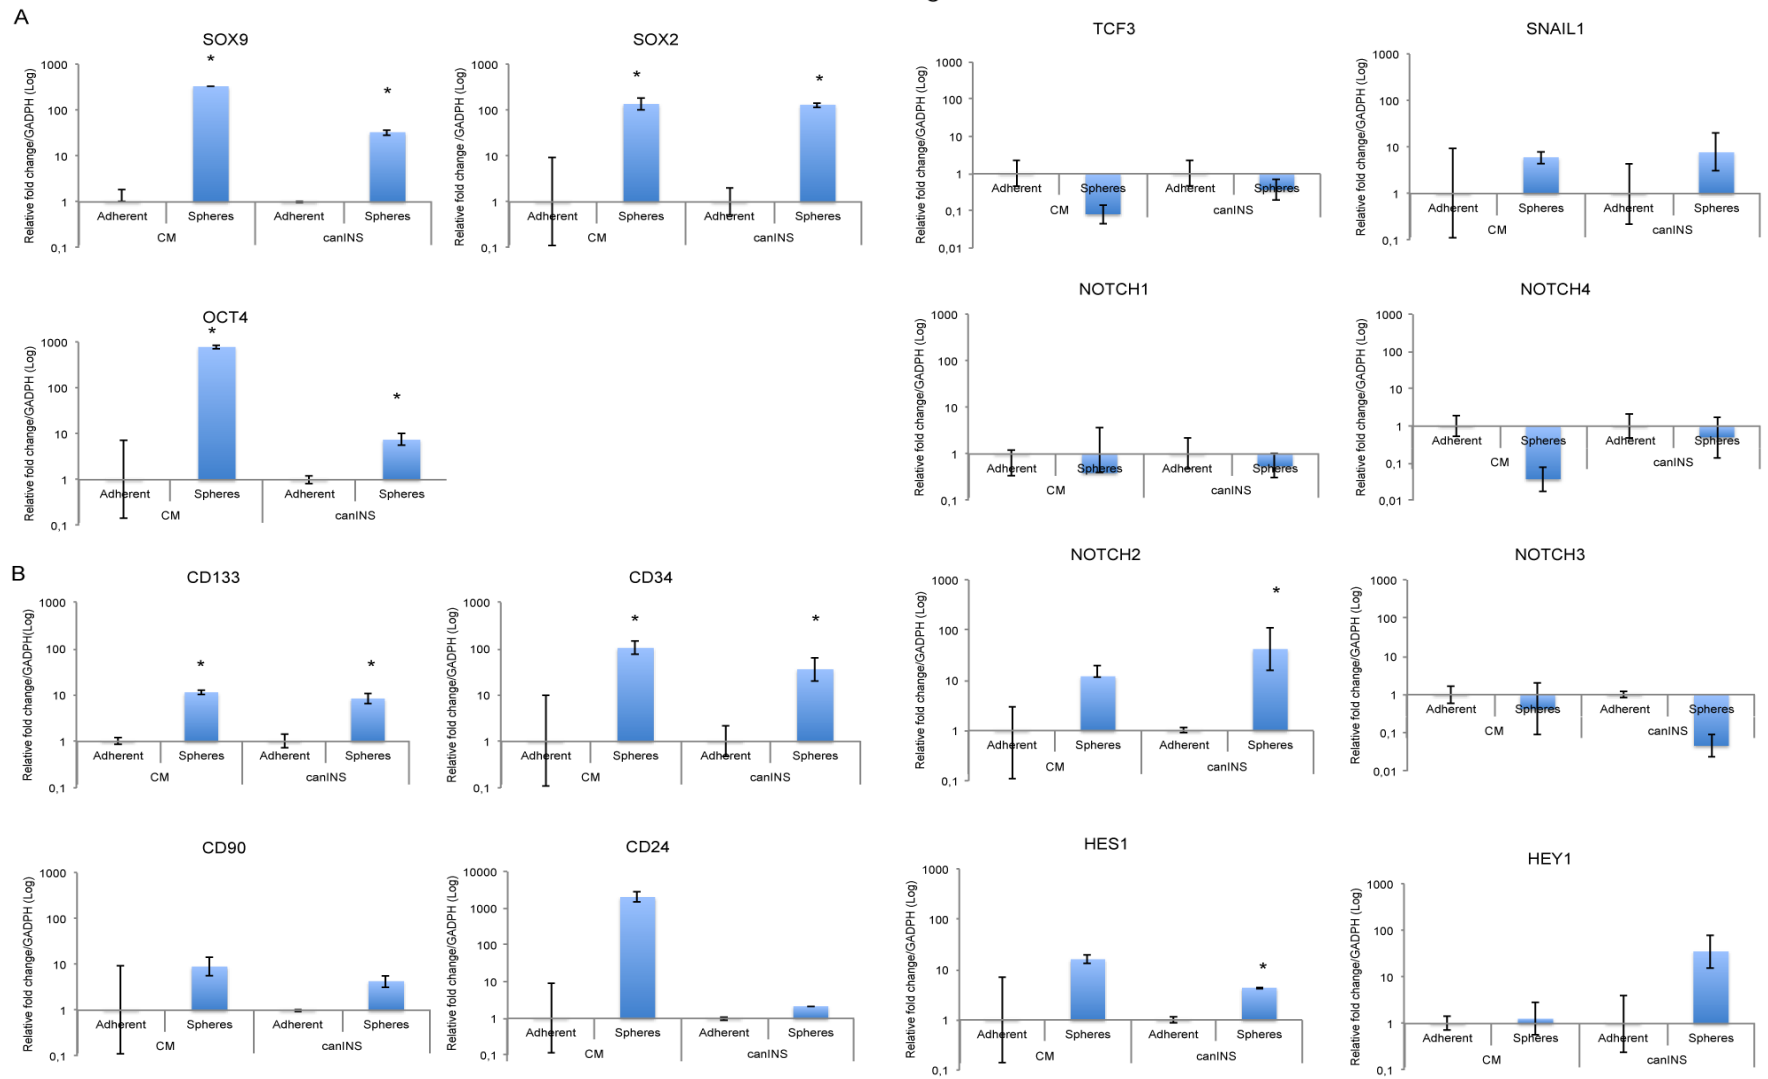 A
SOX9
*
*
Relative fold change/GADPH (Log)
1000
100
10
1
0,1
Adherent Spheres Adherent Spheres
CM canINS
SOX2
*
*
Relative fold change /GADPH (Log)
1000
100
10
1
0,1
Adherent Spheres Adherent Spheres
CM canINS
OCT4
*
*
Relative fold change/GADPH (Log)
1000
100
10
1
0,1
Adherent Spheres Adherent Spheres
CM canINS
B
CD133
*
*
Relative fold change/GADPH(Log)
1000
100
10
1
0,1
Adherent Spheres Adherent Spheres
CM canINS
CD34
*
*
Relative fold change/GADPH (Log)
1000
100
10
1
0,1
Adherent Spheres Adherent Spheres
CM canINS
CD90
Relative fold change/GADPH (Log)
1000
100
10
1
0,1
Adherent Spheres Adherent Spheres
CM canINS
CD24
Relative fold change/GADPH (Log)
10000
1000
100
10
1
0,1
Adherent Spheres Adherent Spheres
CM canINS
TCF3
Relative fold change/GADPH (Log)
1000
100
10
1
0,1
0,01
Adherent Spheres Adherent Spheres
CM canINS
SNAIL1
Relative fold change/GADPH (Log)
1000
100
10
1
0,1
Adherent Spheres Adherent Spheres
CM canINS
NOTCH1
Relative fold change/GADPH (Log)
1000
100
10
1
0,1
Adherent Spheres Adherent Spheres
CM canINS
NOTCH4
Relative fold change/GADPH (Log)
1000
100
10
1
0,1
0,01
Adherent Spheres Adherent Spheres
CM canINS
NOTCH2
*
Relative fold change/GADPH (Log)
1000
100
10
1
0,1
Adherent Spheres Adherent Spheres
CM canINS
NOTCH3
Relative fold change/GADPH (Log)
1000
100
10
1
0,1
0,01
Adherent Spheres Adherent Spheres
CM canINS
HES1
*
Relative fold change/GADPH (Log)
1000
100
10
1
0,1
Adherent Spheres Adherent Spheres
CM canINS
HEY1
Relative fold change/GADPH (Log)
1000
100
10
1
0,1
Adherent Spheres Adherent Spheres
CM canINS